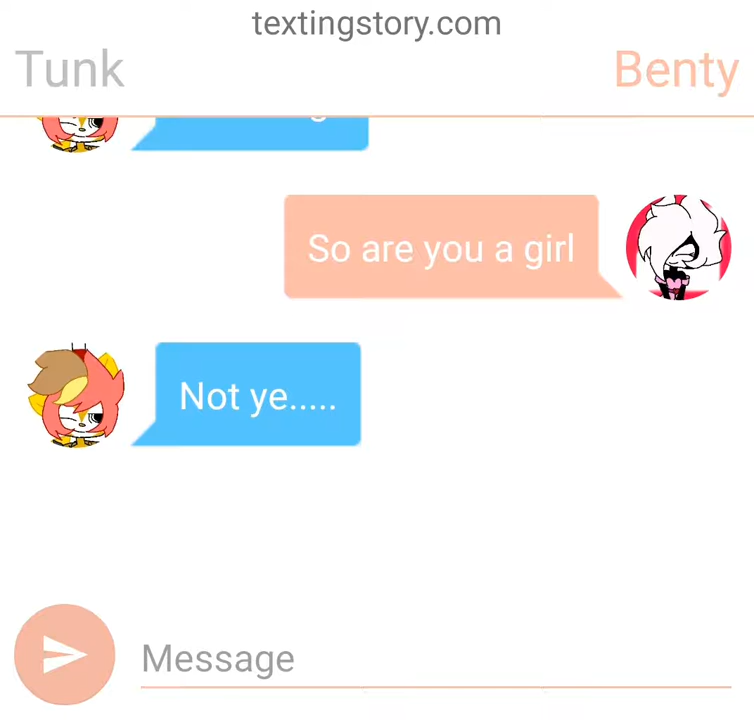 textingstory.com
Tunk
Benty
So are you a girl
Not ye.....
Message